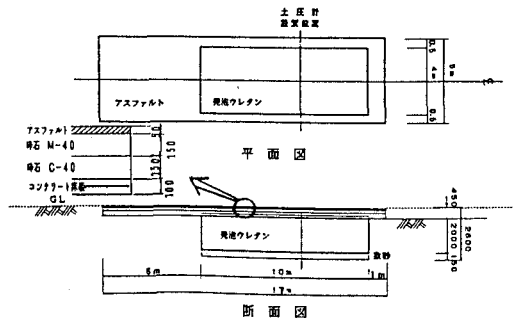 土圧計
設置位置
アスファルト
発泡ウレタン
0.5
4m
5m
0.5
℄
平面図
アスファルト
砕石 M-40
砕石 C-40
コンクリート床版
GL
50
150
150
100
発泡ウレタン
敷砂
450
2000
2600
150
6m
10m
1m
17m
断面図